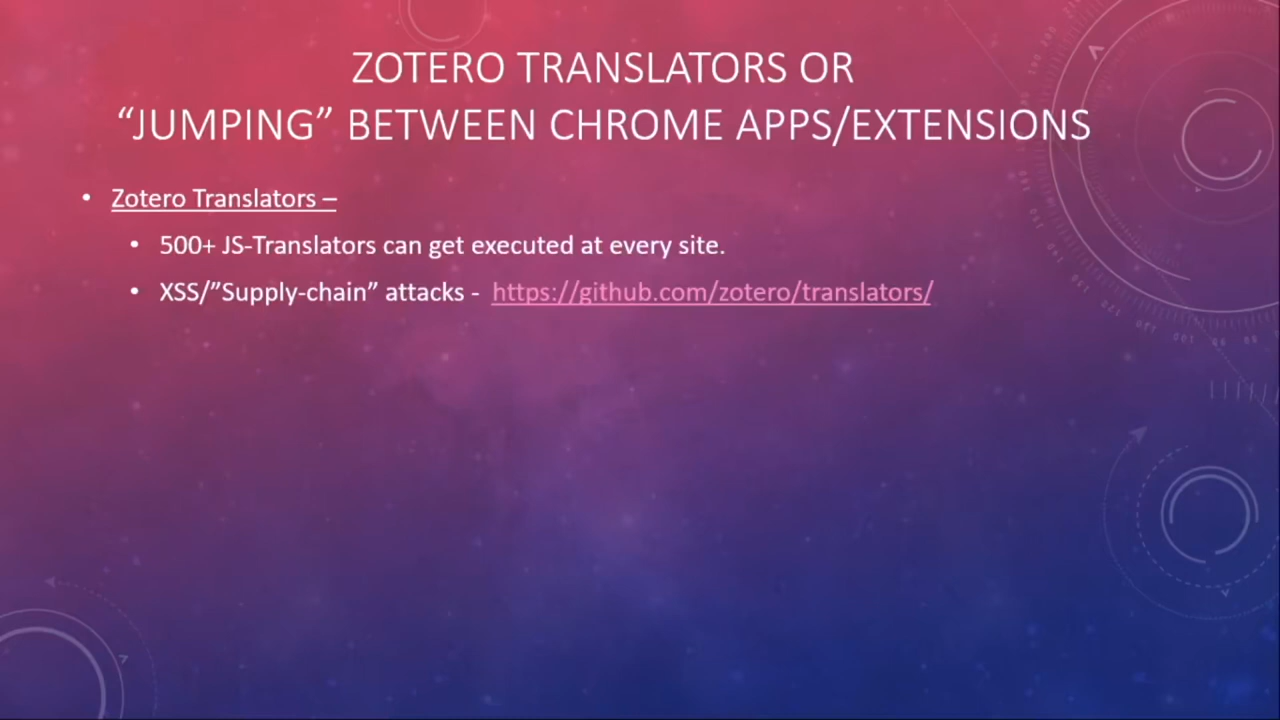 ZOTERO TRANSLATORS OR
“JUMPING” BETWEEN CHROME APPS/EXTENSIONS
• Zotero Translators –
• 500+ JS-Translators can get executed at every site.
• XSS/”Supply-chain” attacks - https://github.com/zotero/translators/